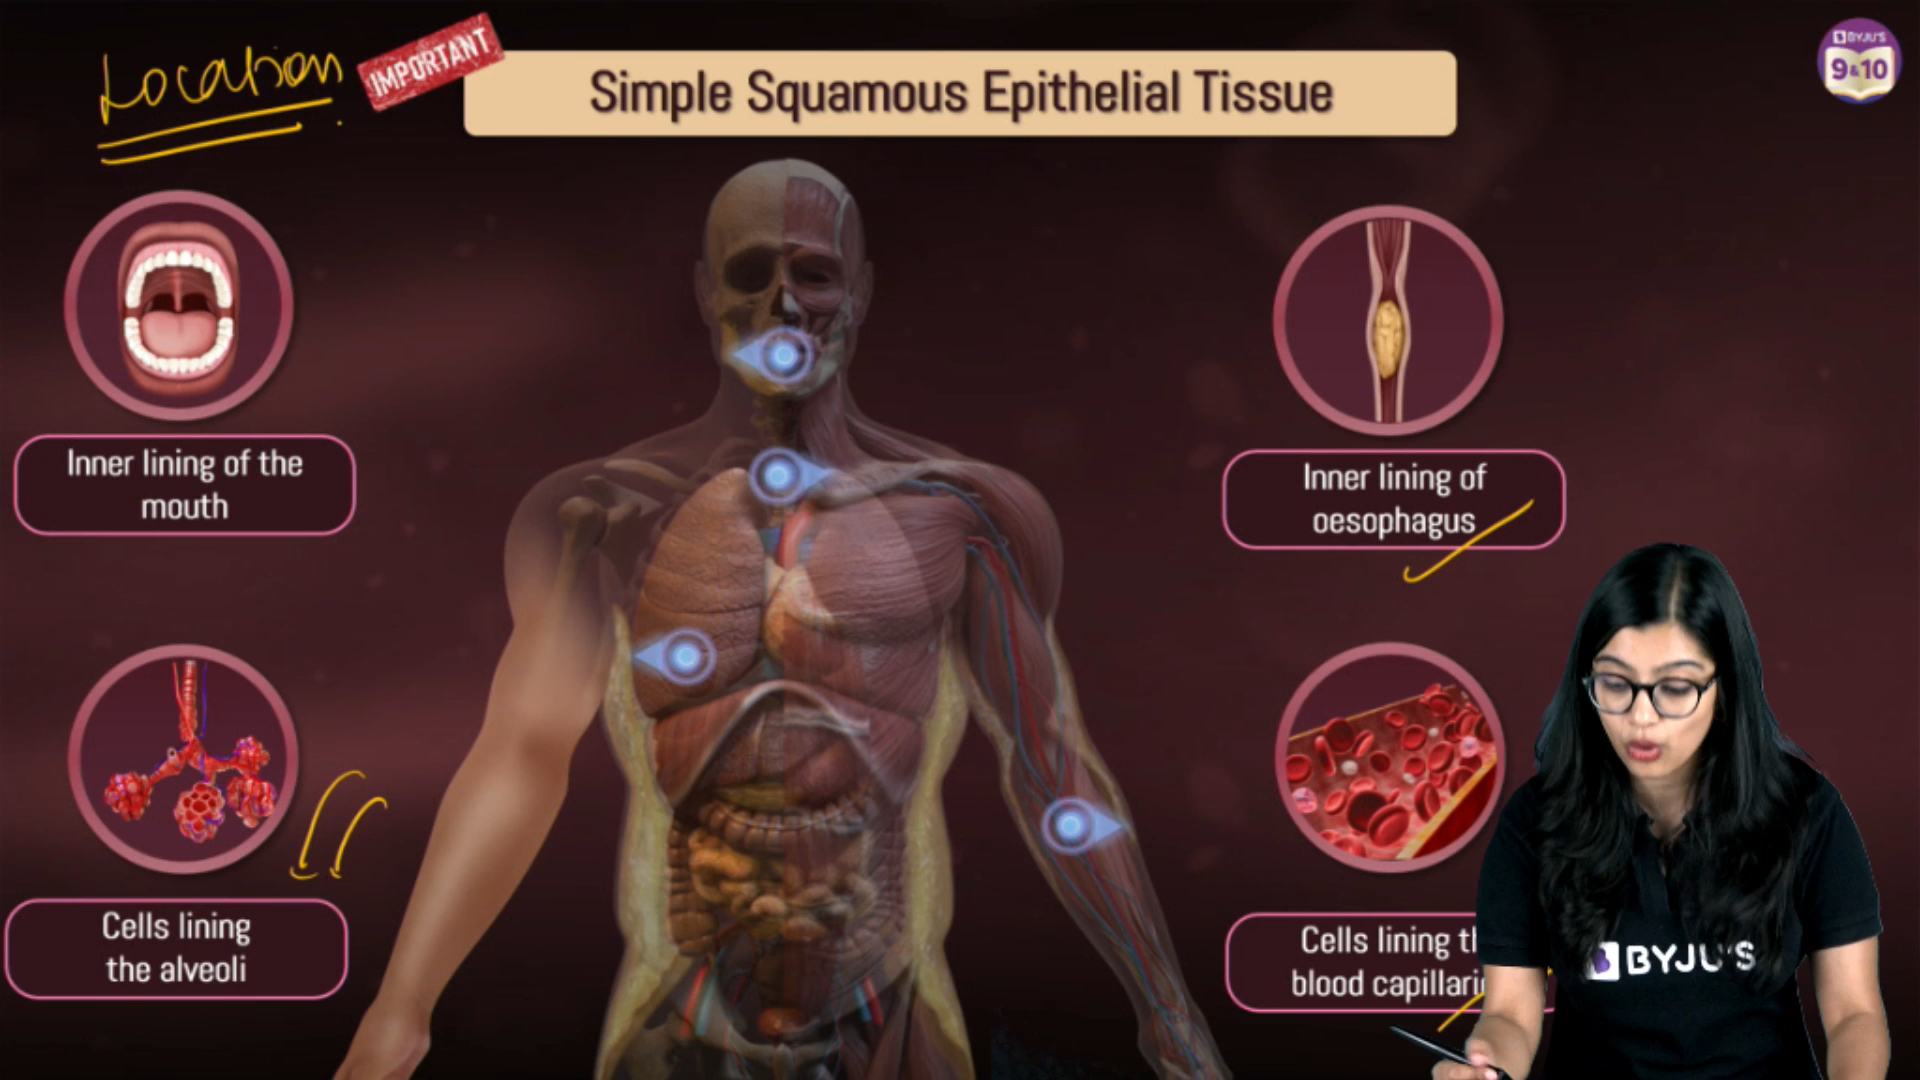 Location
IMPORTANT
Simple Squamous Epithelial Tissue
BYJU'S
9&10
Inner lining of the
mouth
Inner lining of
oesophagus
Cells lining
the alveoli
Cells lining
blood
BYJU'S